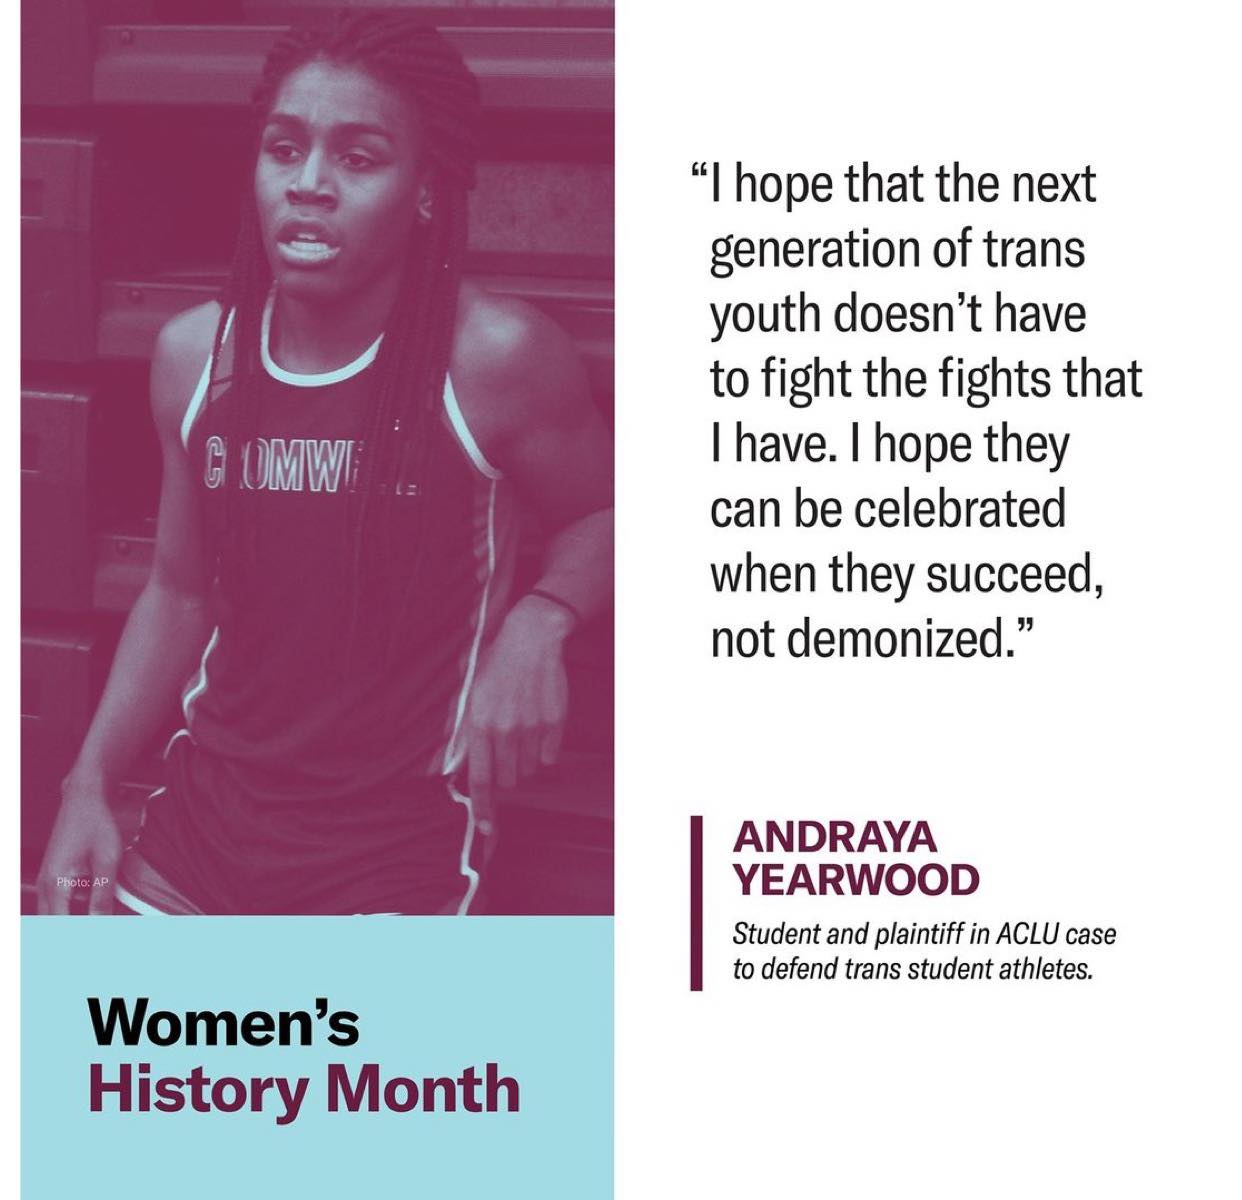 CROMWELL
Photo: AP
Women’s
History Month
“I hope that the next
generation of trans
youth doesn’t have
to fight the fights that
I have. I hope they
can be celebrated
when they succeed,
not demonized.”
ANDRAYA
YEARWOOD
Student and plaintiff in ACLU case
to defend trans student athletes.